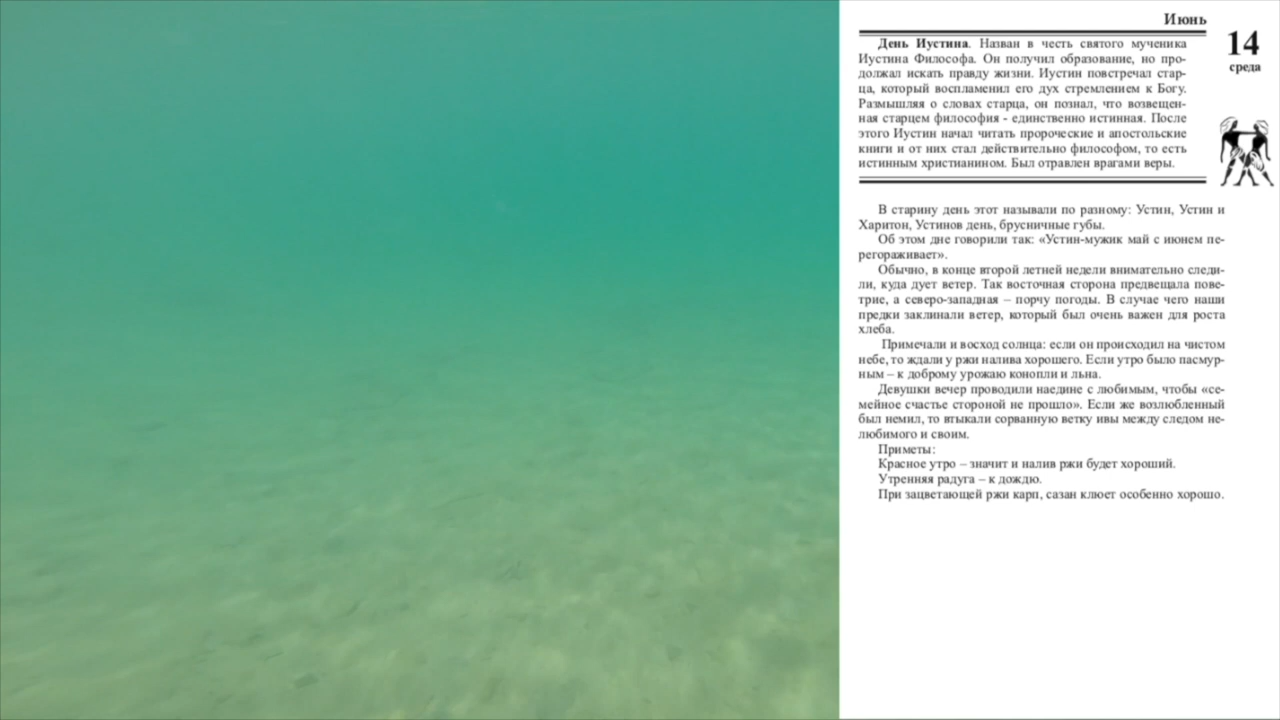 Июнь
14
среда
День Иустина. Назван в честь святого мученика
Иустина Философа. Он получил образование, но про-
должал искать правду жизни. Иустин повстречал стар-
ца, который воспламенил его дух стремлением к Богу.
Размышляя о словах старца, он познал, что возвещен-
ная старцем философия - единственно истинная. После
этого Иустин начал читать пророческие и апостольские
книги и от них стал действительно философом, то есть
истинным христианином. Был отравлен врагами веры.
В старину день этот называли по разному: Устин, Устин и
Харитон, Устинов день, брусничные губы.
Об этом дне говорили так: «Устин-мужик май с июнем пе-
регораживает».
Обычно, в конце второй летней недели внимательно следи-
ли, куда дует ветер. Так восточная сторона предвещала пове-
трие, а северо-западная – порчу погоды. В случае чего наши
предки заклинали ветер, который был очень важен для роста
хлеба.
Примечали и восход солнца: если он происходил на чистом
небе, то ждали у ржи налива хорошего. Если утро было пасмур-
ным – к доброму урожаю конопли и льна.
Девушки вечер проводили наедине с любимым, чтобы «се-
мейное счастье стороной не прошло». Если же возлюбленный
был немил, то втыкали сорванную ветку ивы между следом не-
любимого и своим.
Приметы:
Красное утро – значит и налив ржи будет хороший.
Утренняя радуга – к дождю.
При зацветающей ржи карп, сазан клюет особенно хорошо.